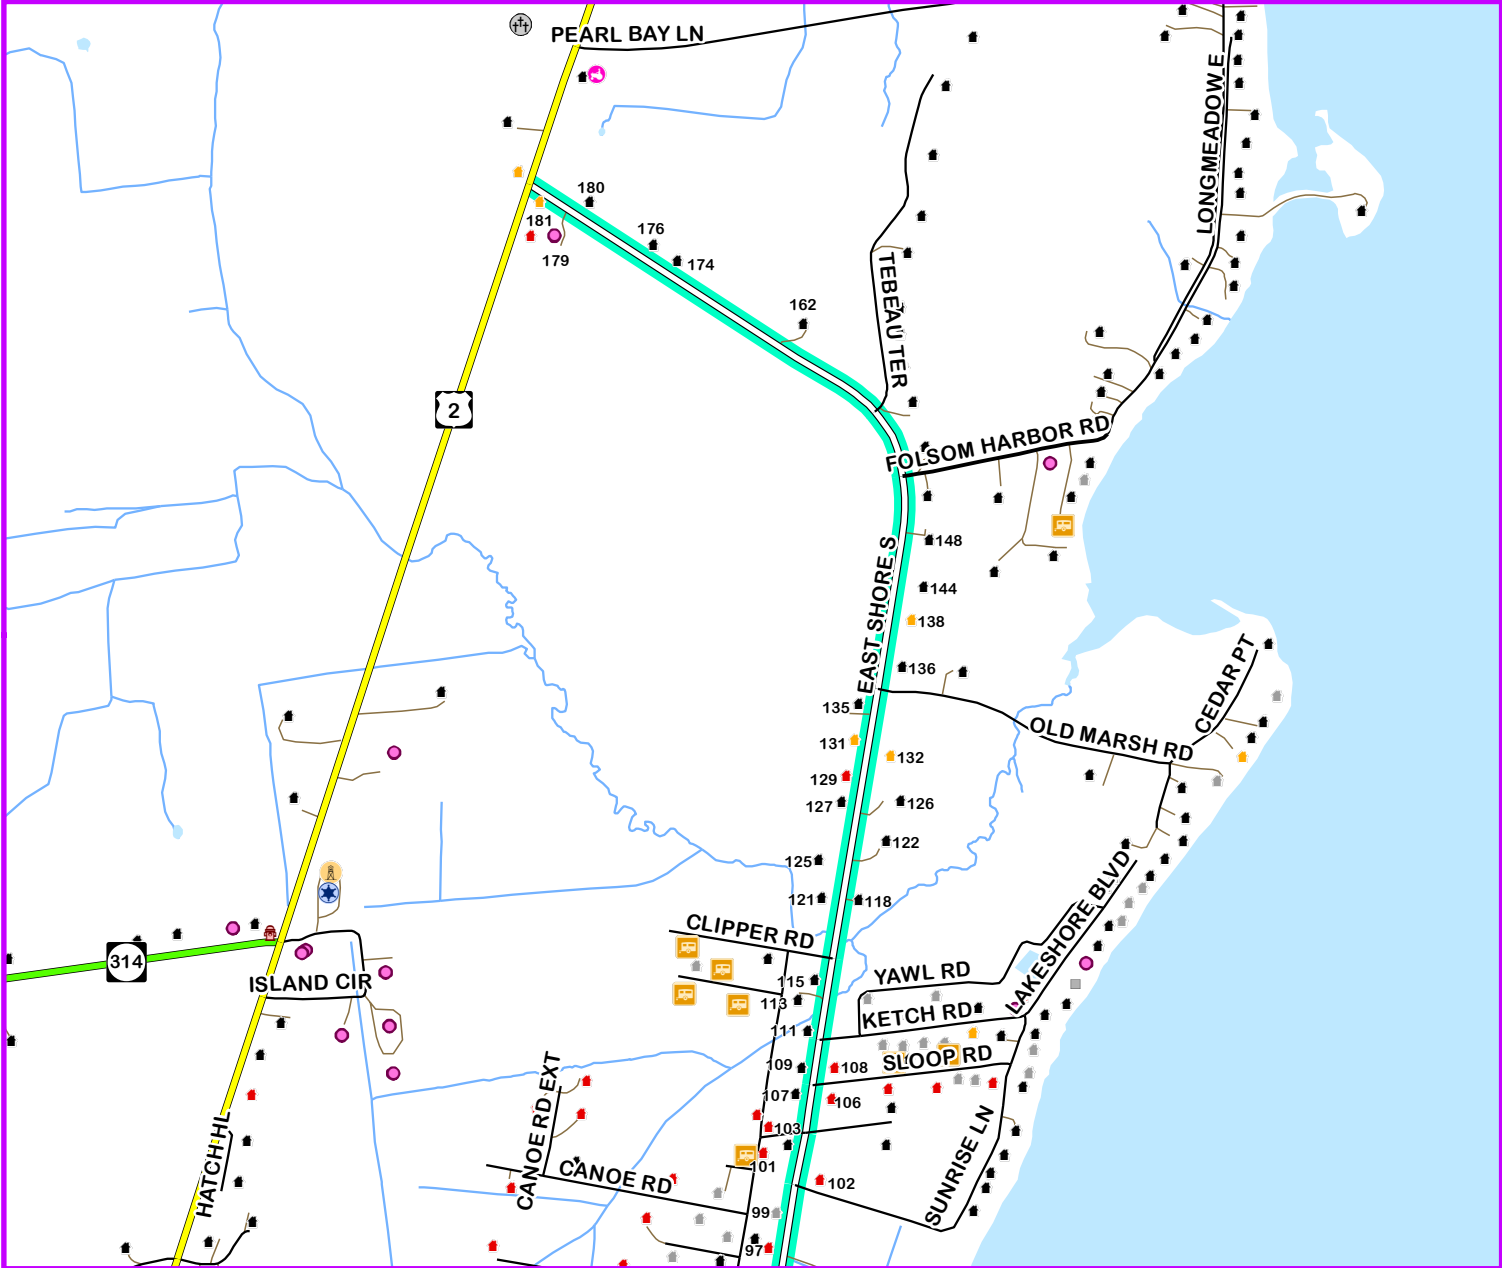 PEARL BAY LN
LONGMEADOW E
180
181
179
176
174
162
TEBEAU TER
2
FOLSOM HARBOR RD
148
EAST SHORE S
144
138
136
135
131
132
129
127
126
122
125
121
118
OLD MARSH RD
CEDAR PT
LAKESHORE BLVD
CLIPPER RD
314
ISLAND CIR
YAWL RD
115
113
KETCH RD
111
SLOOP RD
109
108
107
106
103
101
102
99
97
CANOE RD EXT
CANOE RD
HATCH HL
SUNRISE LN